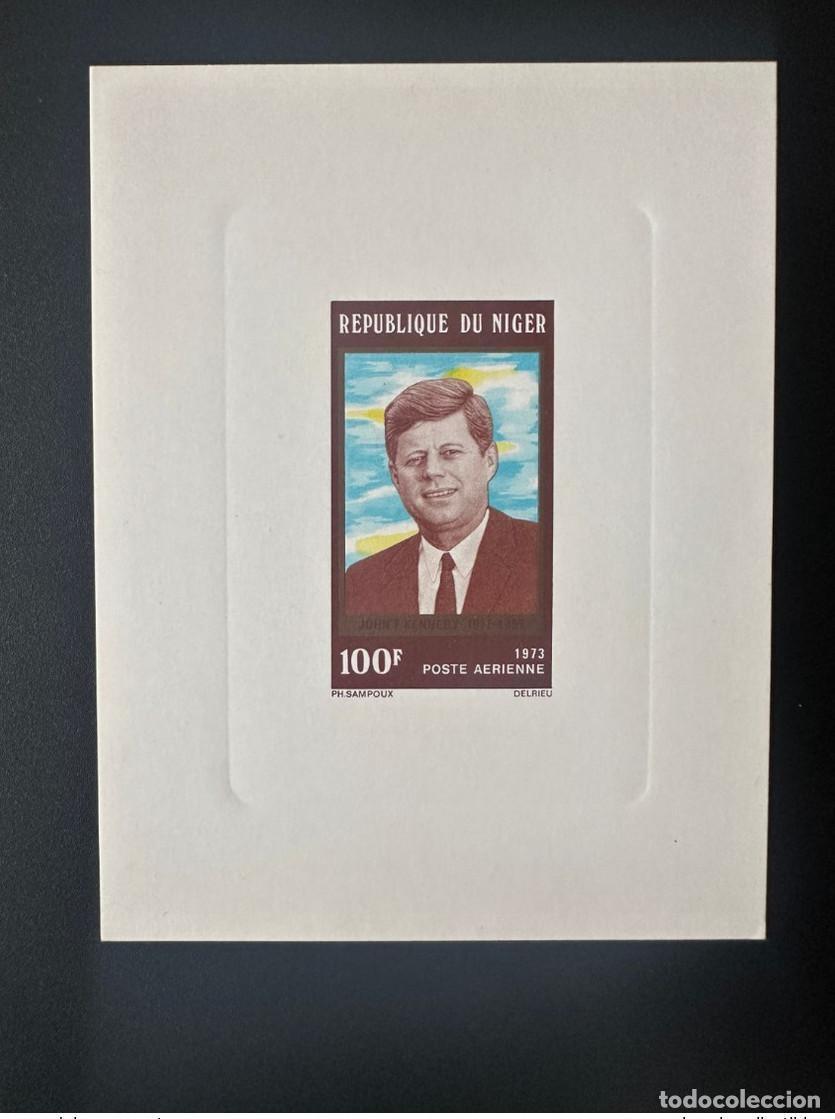 REPUBLIQUE DU NIGER
JOHN F KENNEDY 1917-1963
100F
1973
POSTE AERIENNE
PH.SAMPOUX
DELRIEU
todocoleccion